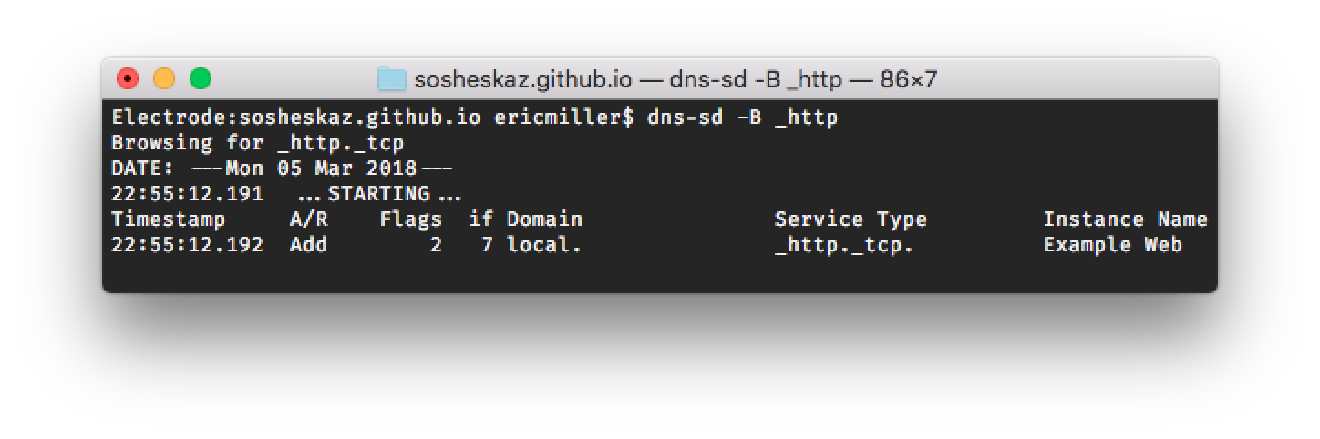 sosheskaz.github.io — dns-sd -B _http — 86×7
Electrode:sosheskaz.github.io ericmiller$ dns-sd -B _http
Browsing for _http._tcp
DATE: ---Mon 05 Mar 2018---
22:55:12.191  ...STARTING...
Timestamp     A/R    Flags  if Domain               Service Type         Instance Name
22:55:12.192  Add        2   7 local.               _http._tcp.          Example Web